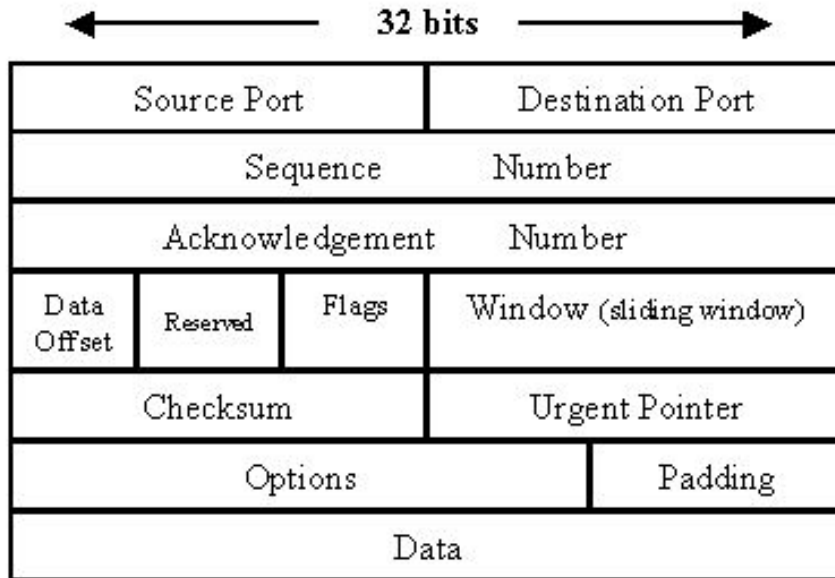 32 bits
Source Port
Destination Port
Sequence Number
Acknowledgement Number
Data
Offset
Reserved
Flags
Window (sliding window)
Checksum
Urgent Pointer
Options
Padding
Data